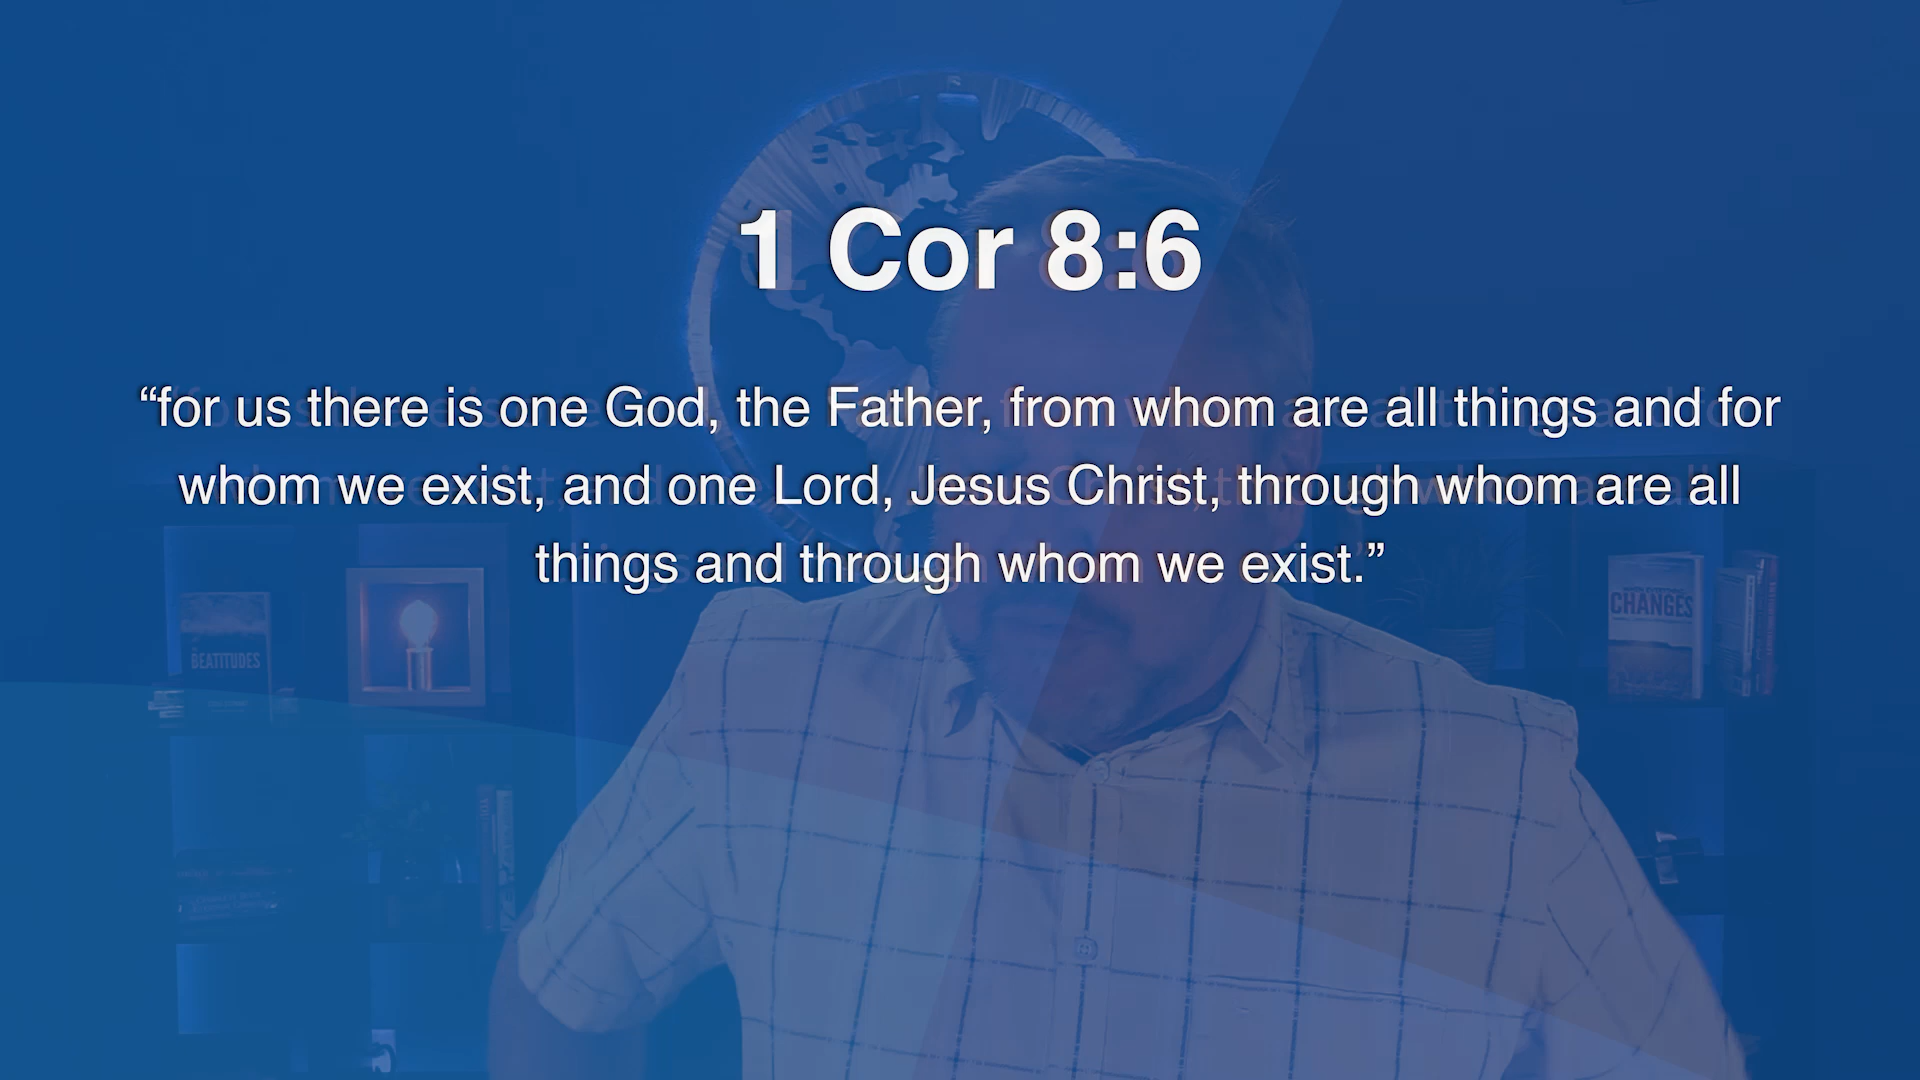 1 Cor 8:6
“for us there is one God, the Father, from whom are all things and for
whom we exist, and one Lord, Jesus Christ, through whom are all
things and through whom we exist.”
BEATITUDES
CHANGES